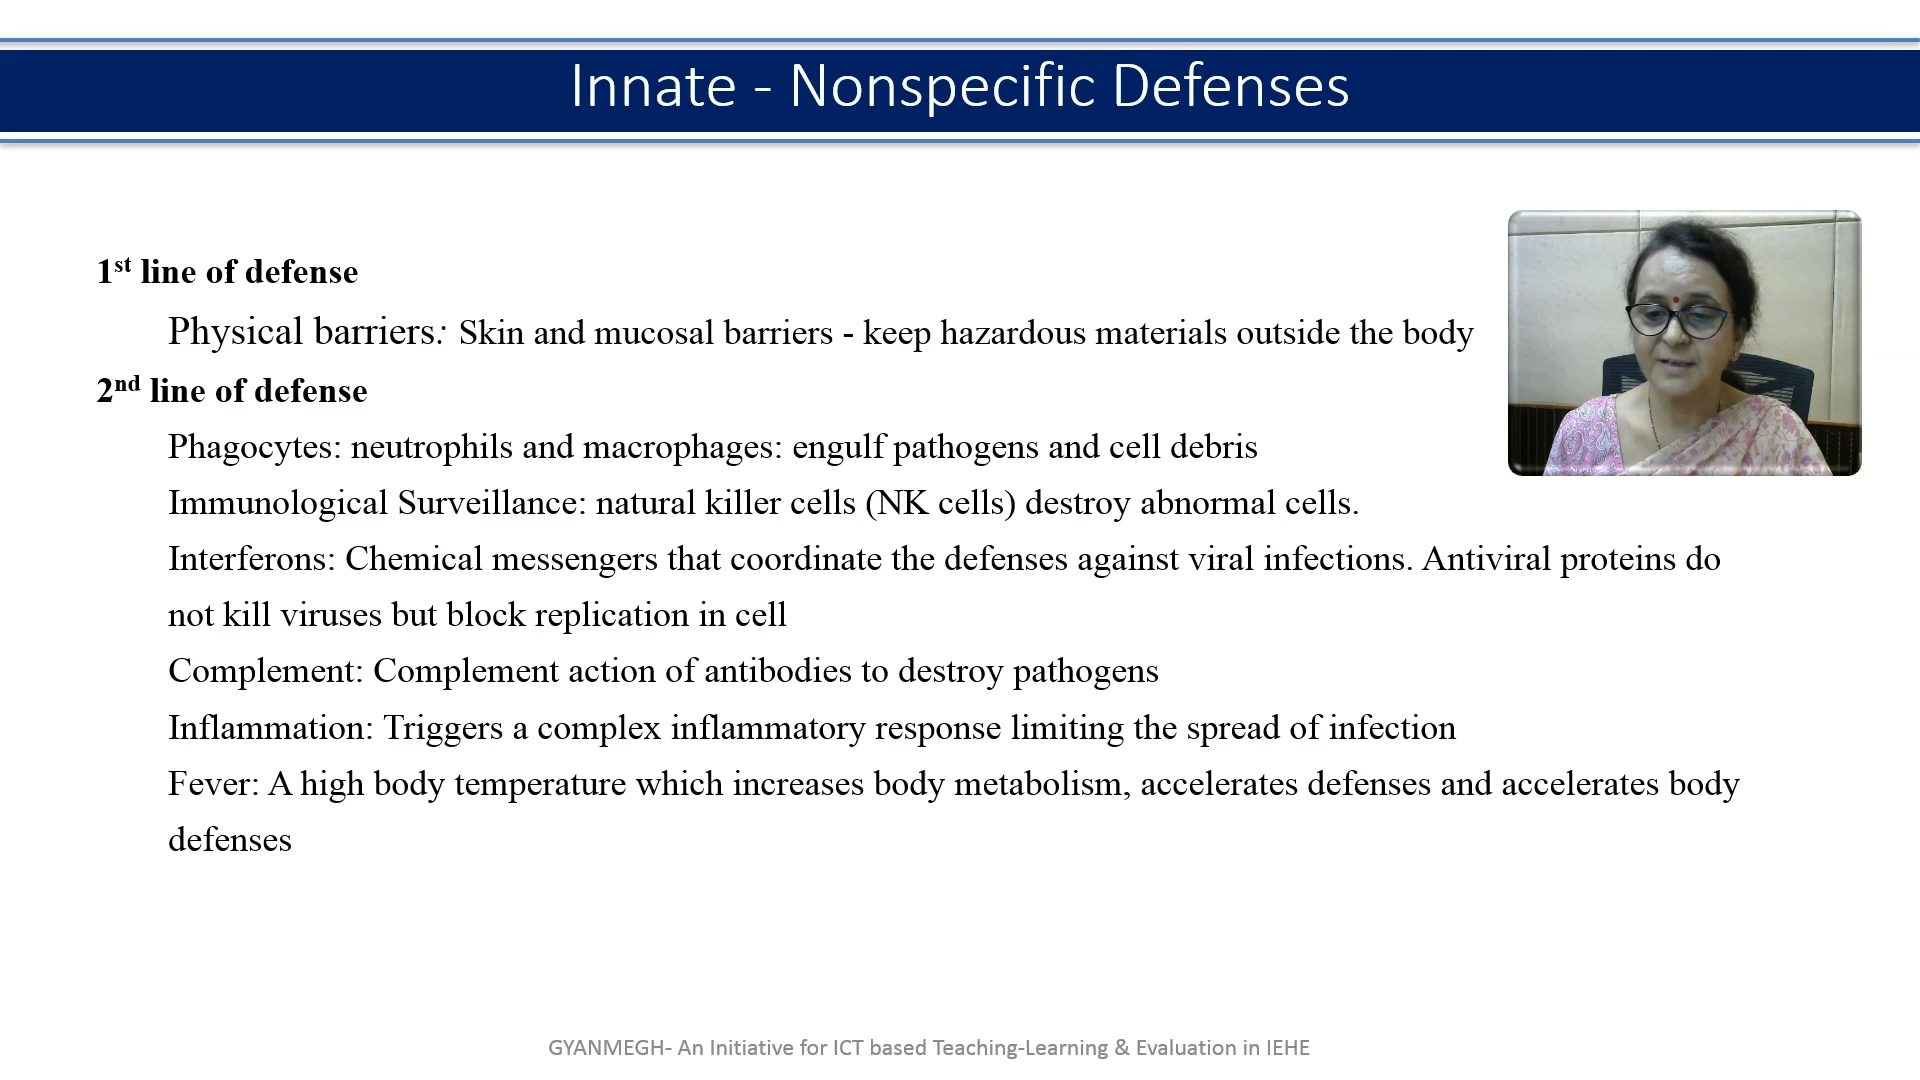 Innate - Nonspecific Defenses
1st line of defense
Physical barriers: Skin and mucosal barriers - keep hazardous materials outside the body
2nd line of defense
Phagocytes: neutrophils and macrophages: engulf pathogens and cell debris
Immunological Surveillance: natural killer cells (NK cells) destroy abnormal cells.
Interferons: Chemical messengers that coordinate the defenses against viral infections. Antiviral proteins do
not kill viruses but block replication in cell
Complement: Complement action of antibodies to destroy pathogens
Inflammation: Triggers a complex inflammatory response limiting the spread of infection
Fever: A high body temperature which increases body metabolism, accelerates defenses and accelerates body
defenses
GYANMEGH- An Initiative for ICT based Teaching-Learning & Evaluation in IEHE